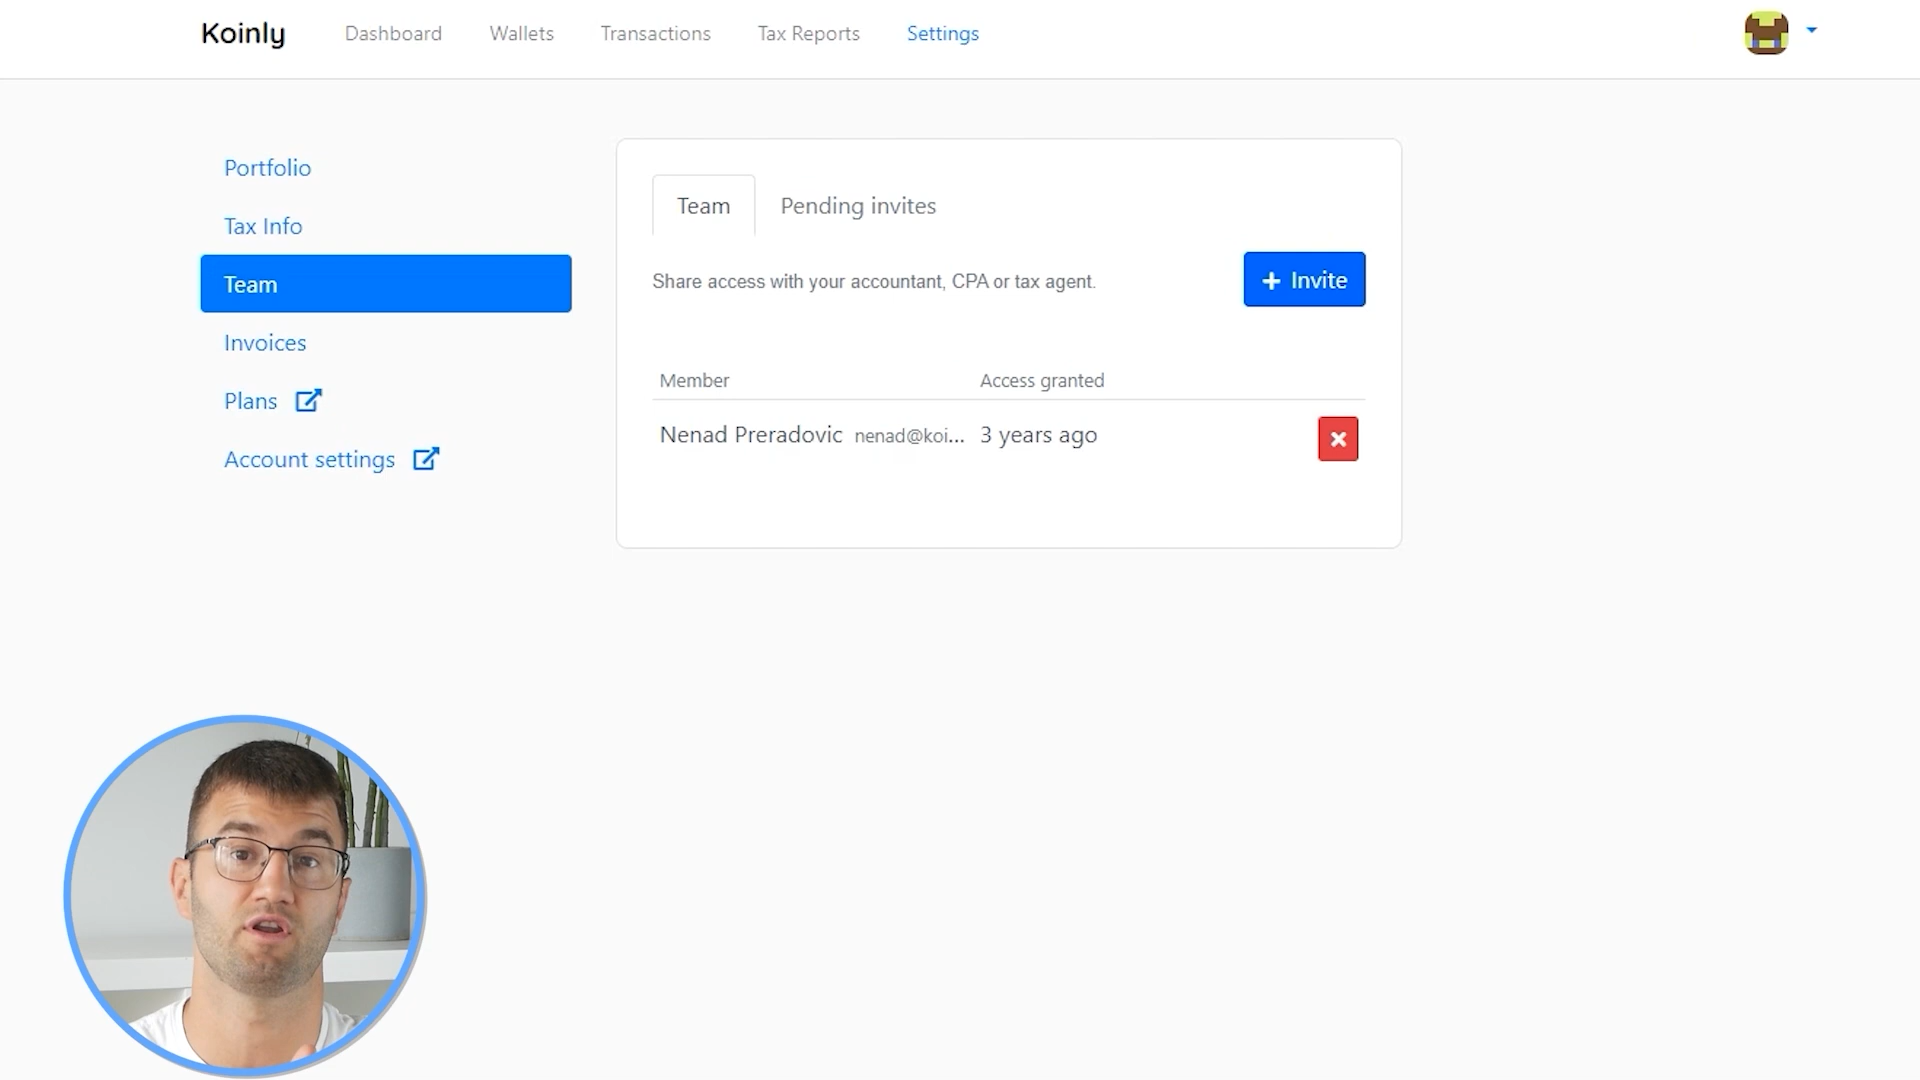 Koinly
Dashboard
Wallets
Transactions
Tax Reports
Settings
Portfolio
Tax Info
Team
Invoices
Plans
Account settings
Team
Pending invites
Share access with your accountant, CPA or tax agent.
+ Invite
Member
Access granted
Nenad Preradovic nenad@koi... 3 years ago